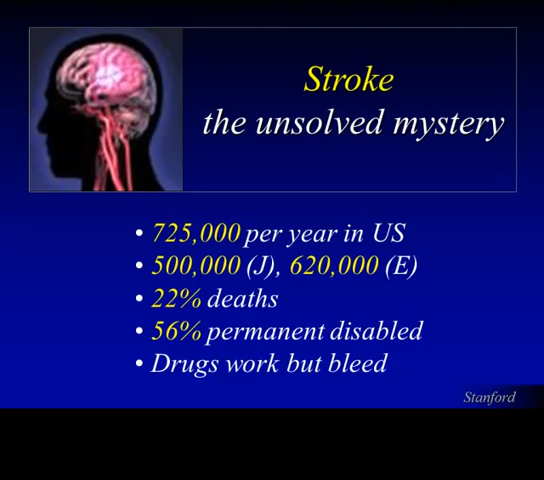 Stroke
the unsolved mystery
• 725,000 per year in US
• 500,000 (J), 620,000 (E)
• 22% deaths
• 56% permanent disabled
• Drugs work but bleed
Stanford